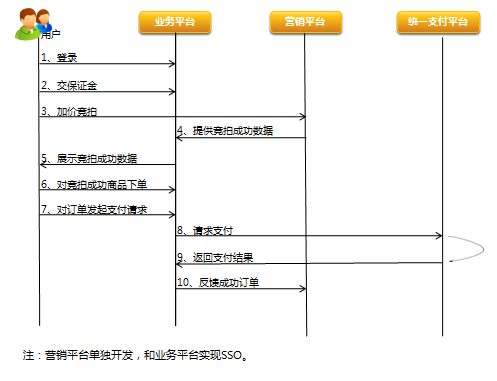 用户
业务平台
营销平台
统一支付平台
1、登录
2、交保证金
3、加价竞拍
4、提供竞拍成功数据
5、展示竞拍成功数据
6、对竞拍成功商品下单
7、对订单发起支付请求
8、请求支付
9、返回支付结果
10、反馈成功订单
注：营销平台单独开发，和业务平台实现SSO。